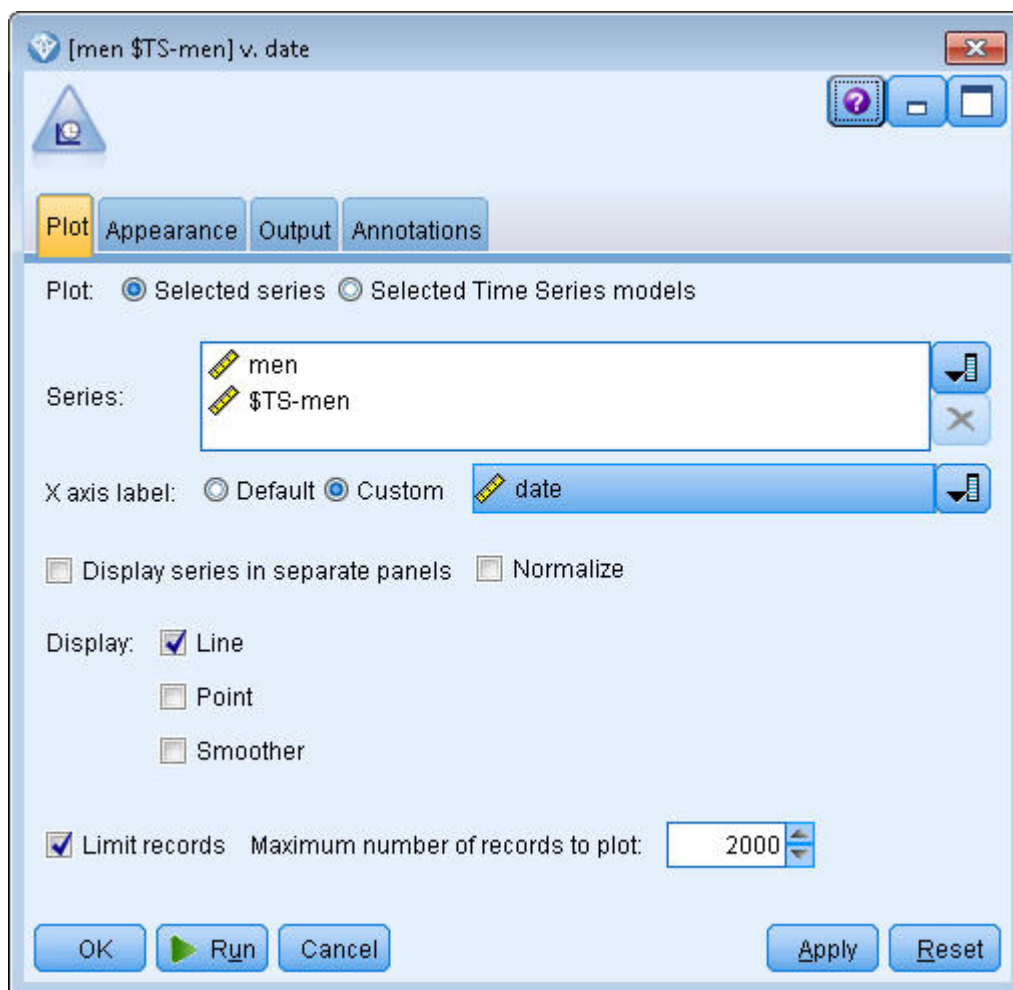 [men $TS-men] v. date
Plot Appearance Output Annotations
Plot: Selected series Selected Time Series models
Series:
men
$TS-men
X axis label: Default Custom date
Display series in separate panels Normalize
Display: Line
Point
Smoother
Limit records Maximum number of records to plot: 2000
OK Run Cancel Apply Reset